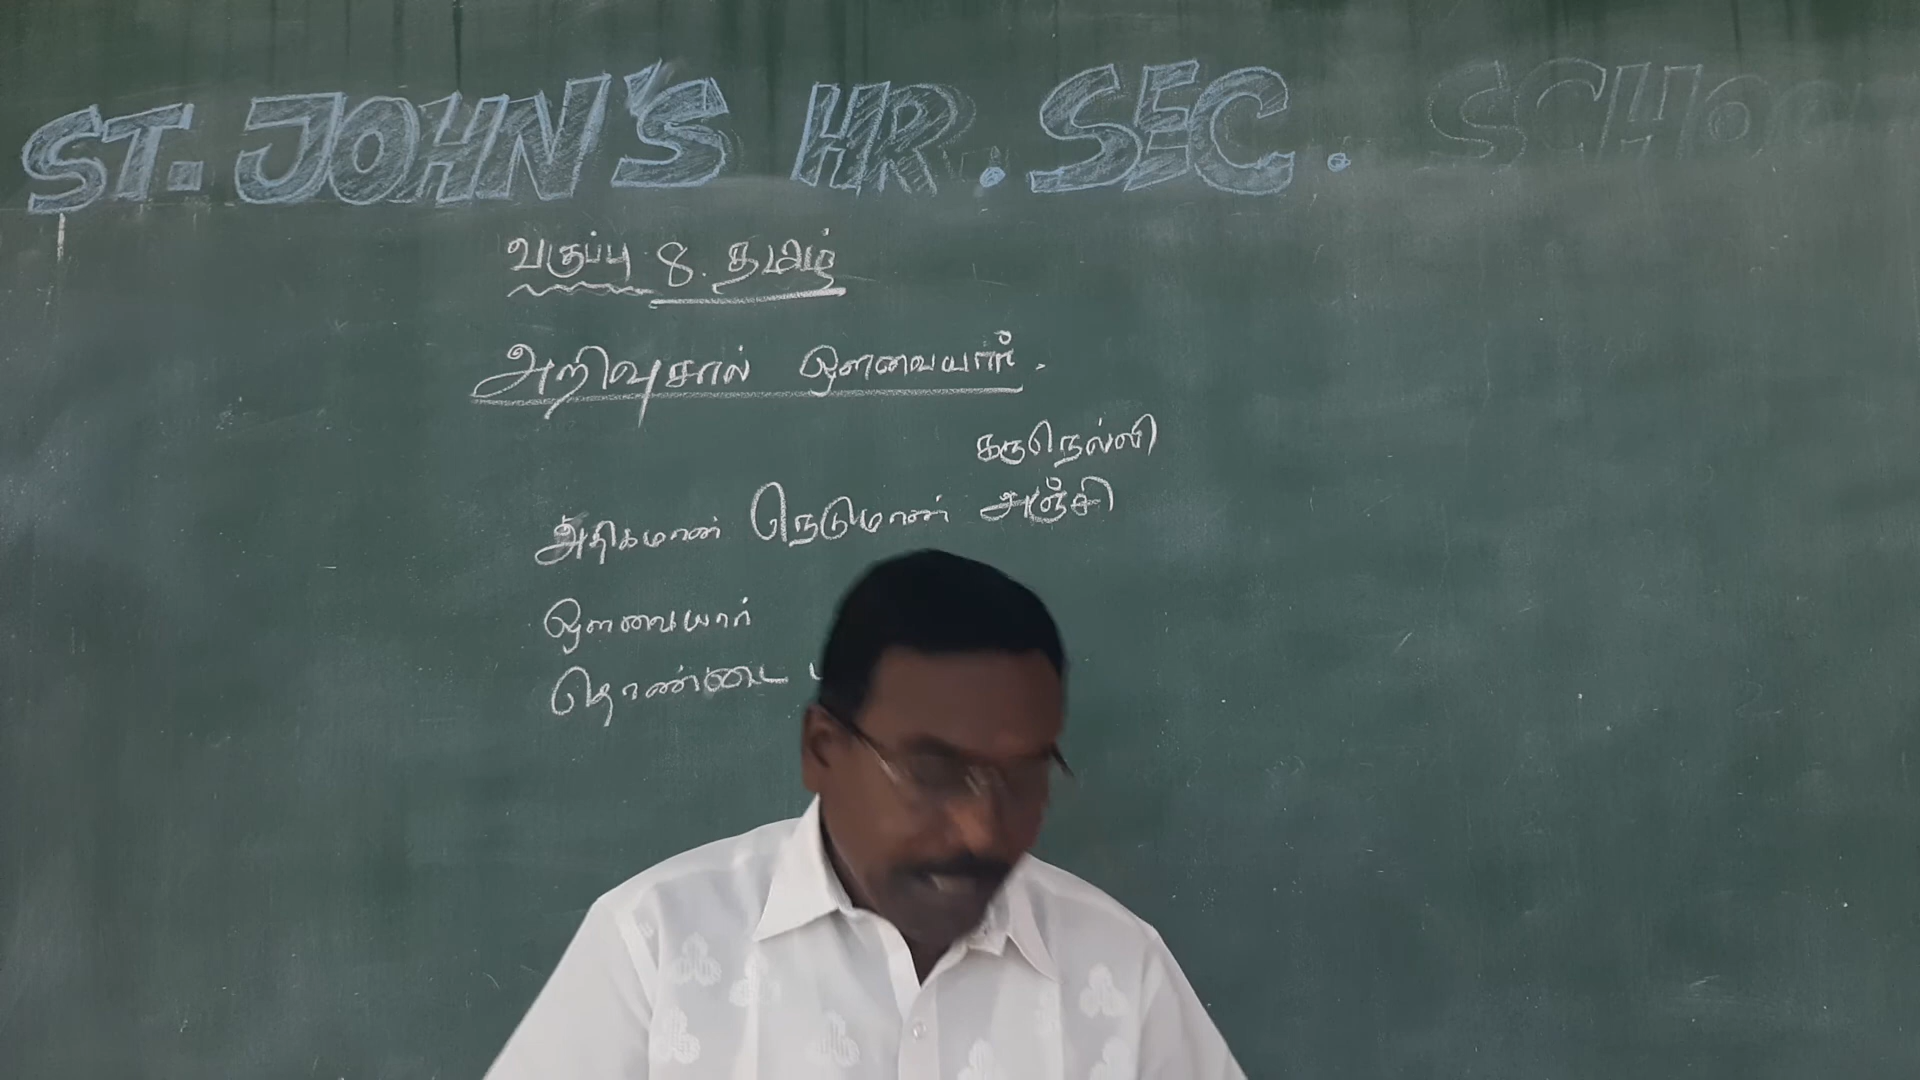 ST. JOHN'S HR. SEC. SCHOO
வகுப்பு 8. தமிழ்
அறிவுசால் ஔவையார்.
கருநெல்லி
அதிகமான் நெடுமான் அஞ்சி
ஔவையார்
தொண்டை